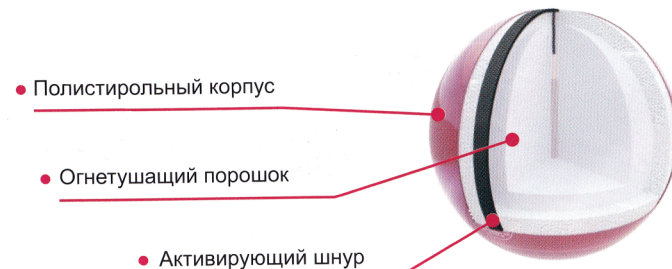 Полистирольный корпус
Огнетушащий порошок
Активирующий шнур